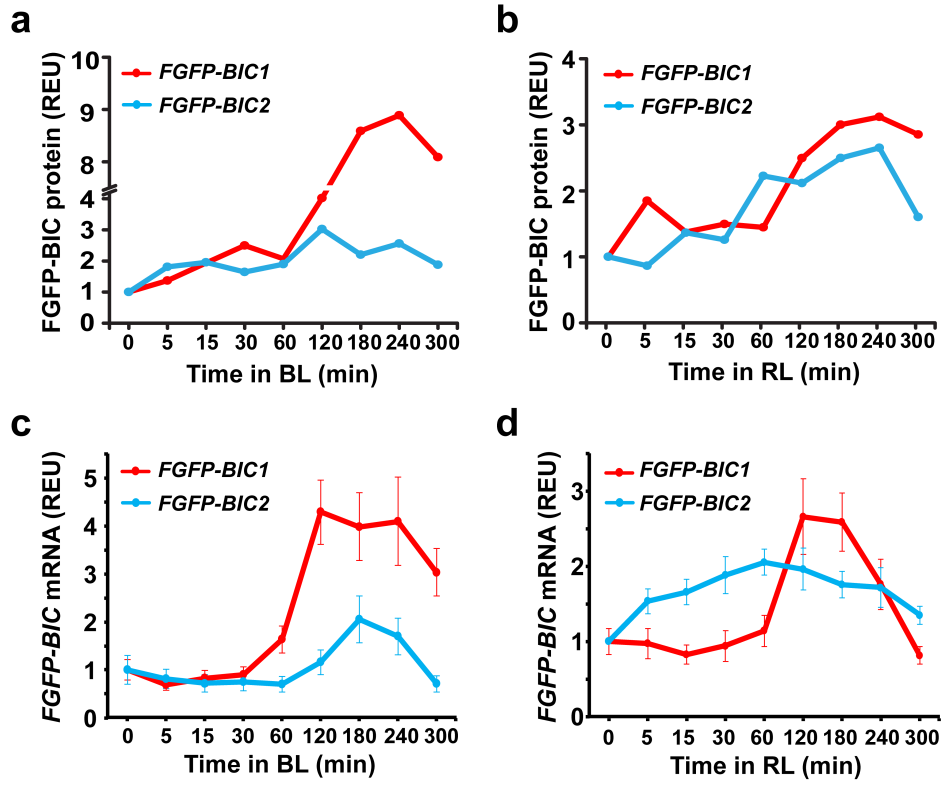 a
FGFP-BIC protein (REU)
10
9
8
4
3
2
1
0
FGFP-BIC1
FGFP-BIC2
0 5 15 30 60 120 180 240 300
Time in BL (min)
b
FGFP-BIC protein (REU)
4
3
2
1
0
FGFP-BIC1
FGFP-BIC2
0 5 15 30 60 120 180 240 300
Time in RL (min)
c
FGFP-BIC mRNA (REU)
5
4
3
2
1
0
FGFP-BIC1
FGFP-BIC2
0 5 15 30 60 120 180 240 300
Time in BL (min)
d
FGFP-BIC mRNA (REU)
3
2
1
0
FGFP-BIC1
FGFP-BIC2
0 5 15 30 60 120 180 240 300
Time in RL (min)